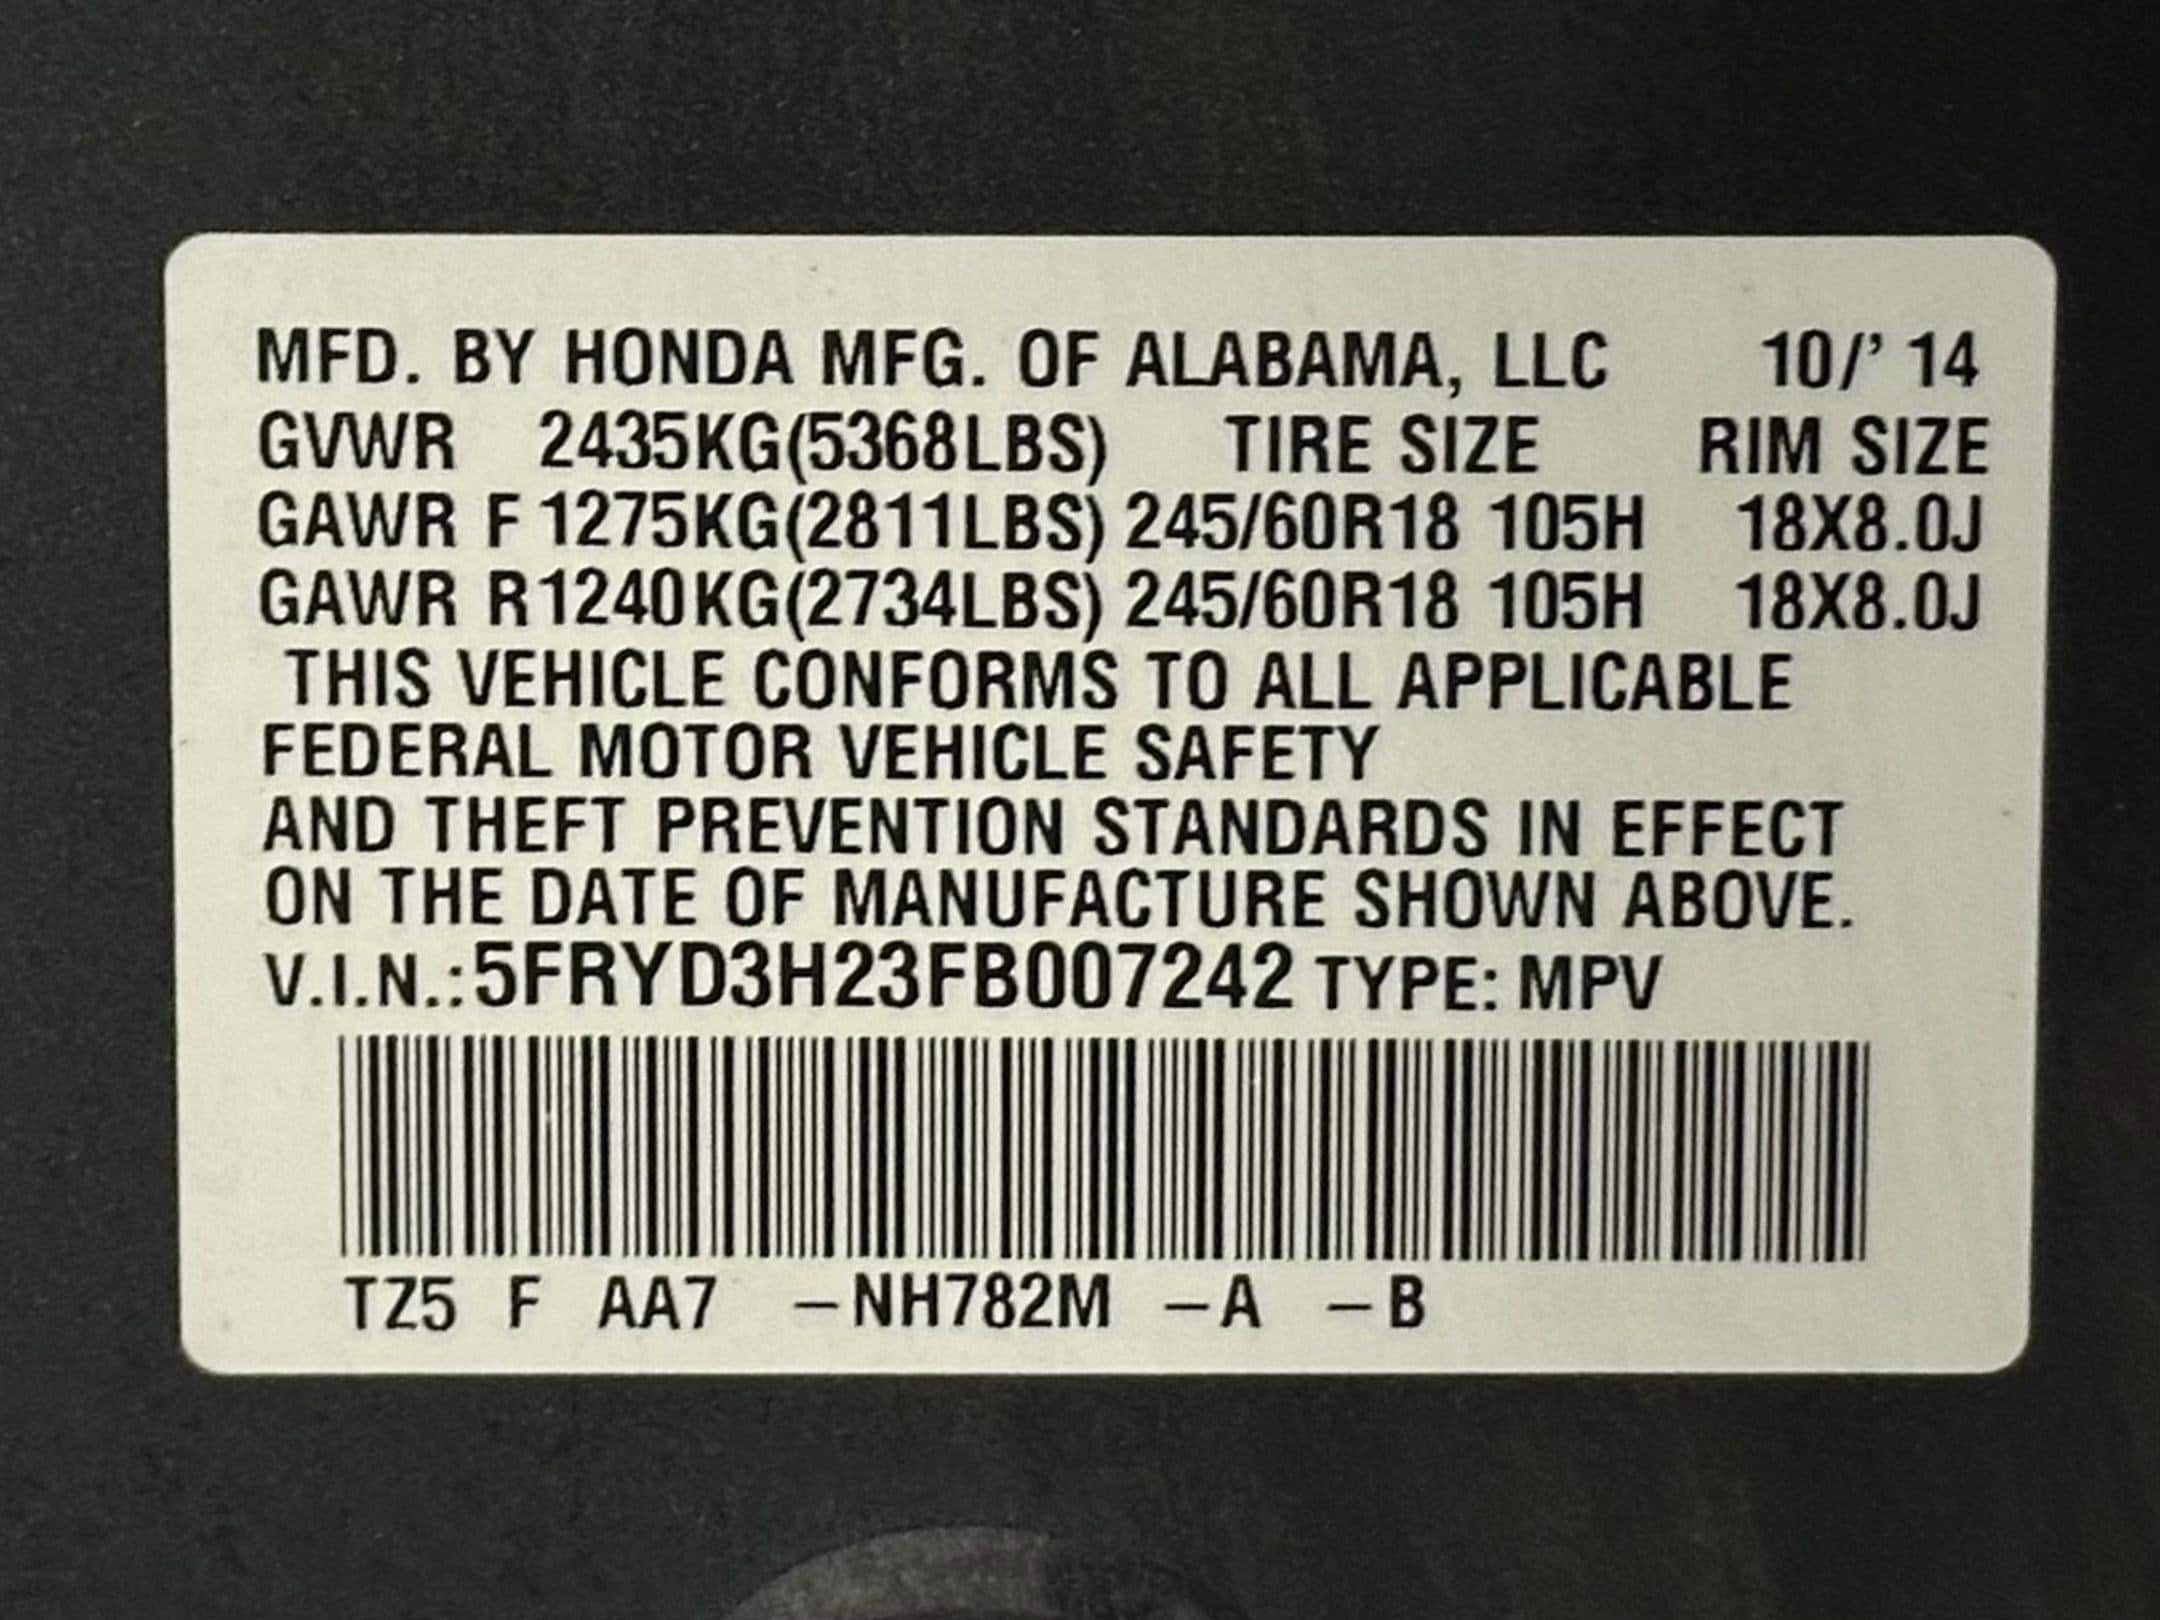 MFD. BY HONDA MFG. OF ALABAMA, LLC 10/' 14
GVWR 2435KG(5368LBS) TIRE SIZE RIM SIZE
GAWR F 1275KG(2811LBS) 245/60R18 105H 18X8.0J
GAWR R 1240KG(2734LBS) 245/60R18 105H 18X8.0J
THIS VEHICLE CONFORMS TO ALL APPLICABLE
FEDERAL MOTOR VEHICLE SAFETY
AND THEFT PREVENTION STANDARDS IN EFFECT
ON THE DATE OF MANUFACTURE SHOWN ABOVE.
V.I.N.:5FRYD3H23FB007242 TYPE: MPV
TZ5 F AA7 –NH782M –A –B